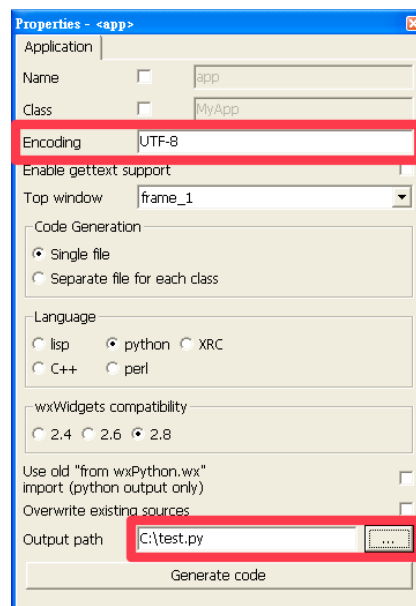 Properties - <app>
Application
Name app
Class MyApp
Encoding UTF-8
Enable gettext support
Top window frame_1
Code Generation
Single file
Separate file for each class
Language
lisp python XRC
C++ perl
wxWidgets compatibility
2.4 2.6 2.8
Use old "from wxPython.wx"
import (python output only)
Overwrite existing sources
Output path C:\test.py ...
Generate code